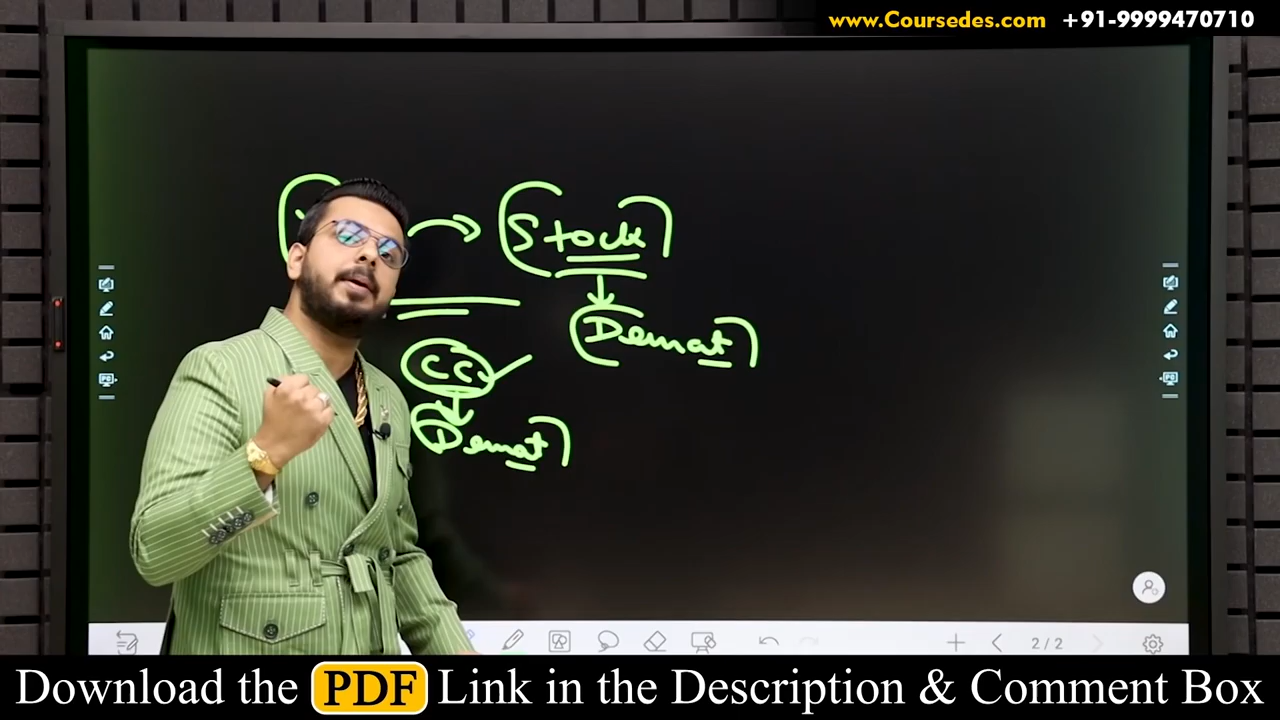 www.Coursedes.com +91-9999470710
Stock
Demat
CC
Demat
2/2
Download the PDF Link in the Description & Comment Box